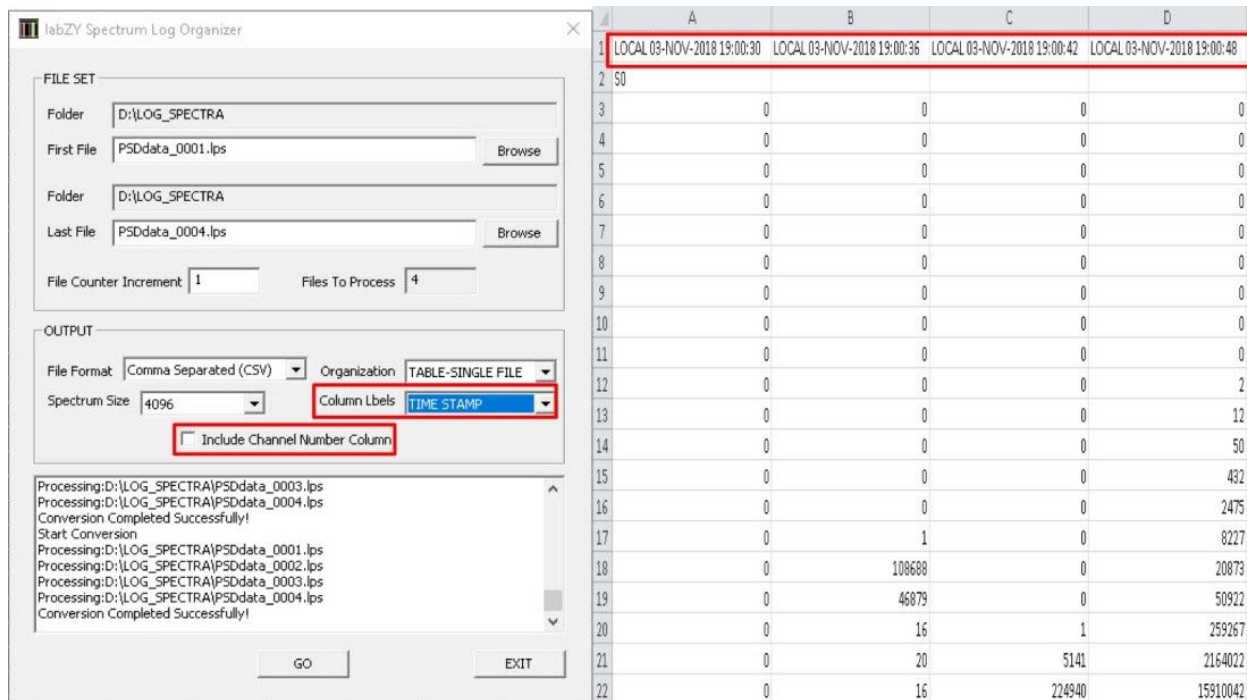 labZY Spectrum Log Organizer
FILE SET
Folder D:\LOG_SPECTRA
First File PSDdata_0001.lps Browse
Folder D:\LOG_SPECTRA
Last File PSDdata_0004.lps Browse
File Counter Increment 1 Files To Process 4
OUTPUT
File Format Comma Separated (CSV) Organization TABLE-SINGLE FILE
Spectrum Size 4096 Column Lbels TIME STAMP
Include Channel Number Column
Processing:D:\LOG_SPECTRA\PSDdata_0003.lps
Processing:D:\LOG_SPECTRA\PSDdata_0004.lps
Conversion Completed Successfully!
Start Conversion
Processing:D:\LOG_SPECTRA\PSDdata_0001.lps
Processing:D:\LOG_SPECTRA\PSDdata_0002.lps
Processing:D:\LOG_SPECTRA\PSDdata_0003.lps
Processing:D:\LOG_SPECTRA\PSDdata_0004.lps
Conversion Completed Successfully!
GO EXIT
A B C D
1 LOCAL 03-NOV-2018 19:00:30 LOCAL 03-NOV-2018 19:00:36 LOCAL 03-NOV-2018 19:00:42 LOCAL 03-NOV-2018 19:00:48
2 S0
3 0 0 0 0
4 0 0 0 0
5 0 0 0 0
6 0 0 0 0
7 0 0 0 0
8 0 0 0 0
9 0 0 0 0
10 0 0 0 0
11 0 0 0 0
12 0 0 0 2
13 0 0 0 12
14 0 0 0 50
15 0 0 0 432
16 0 0 0 2475
17 0 1 0 8227
18 0 108688 0 20873
19 0 46879 0 50922
20 0 16 1 259267
21 0 20 5141 2164022
22 0 16 224940 15910042